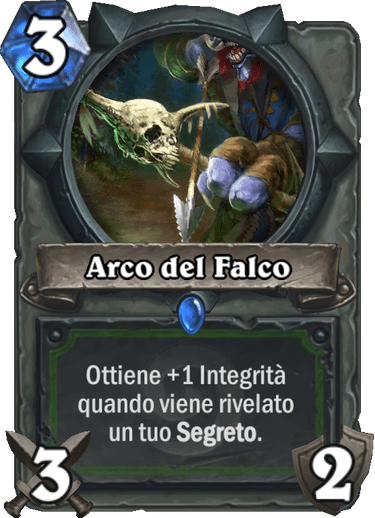 3
Arco del Falco
Ottiene +1 Integrità
quando viene rivelato
un tuo Segreto.
3
2